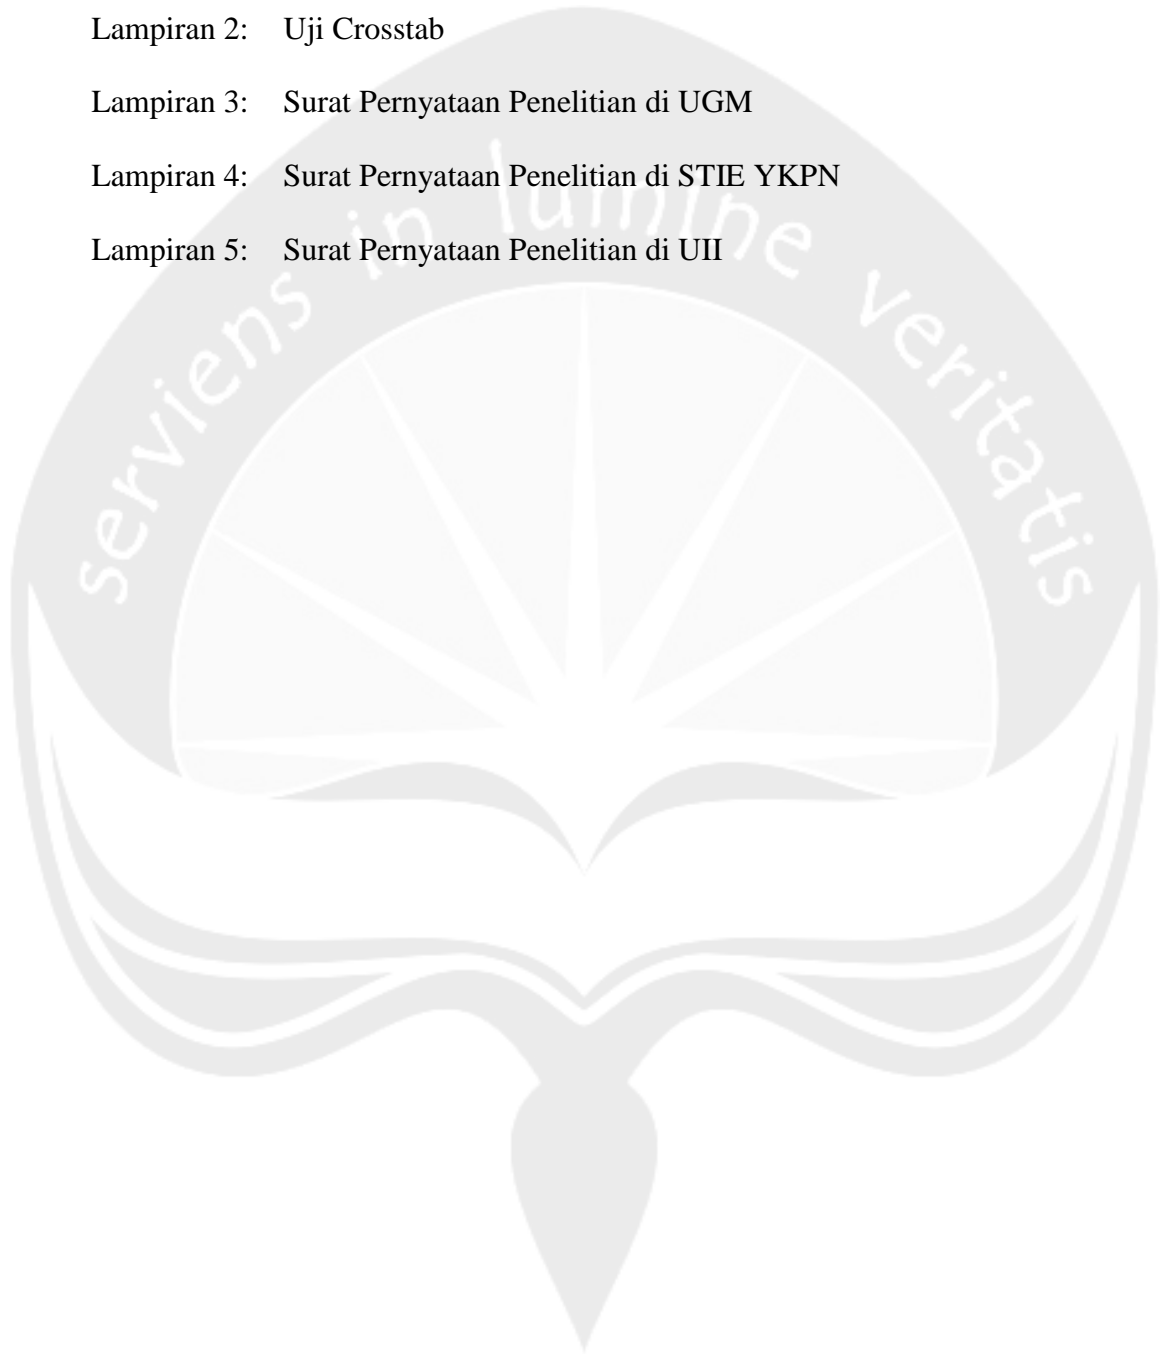 Lampiran 2: Uji Crosstab
Lampiran 3: Surat Pernyataan Penelitian di UGM
Lampiran 4: Surat Pernyataan Penelitian di STIE YKPN
Lampiran 5: Surat Pernyataan Penelitian di UII
serviens in lumine veritatis